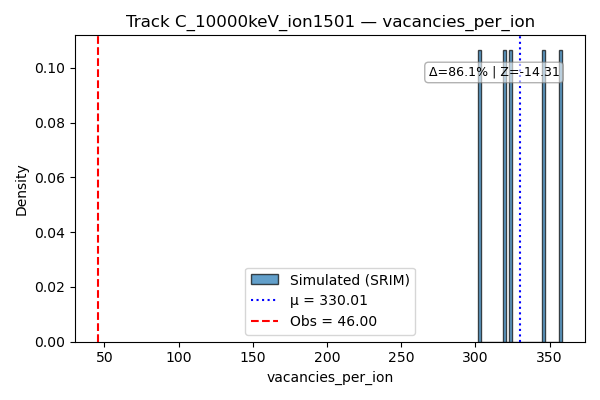 Track C_10000keV_ion1501 — vacancies_per_ion
Δ=86.1% | Z=-14.31
0.10
0.08
0.06
0.04
0.02
0.00
Density
Simulated (SRIM)
μ = 330.01
Obs = 46.00
50
100
150
200
250
300
350
vacancies_per_ion